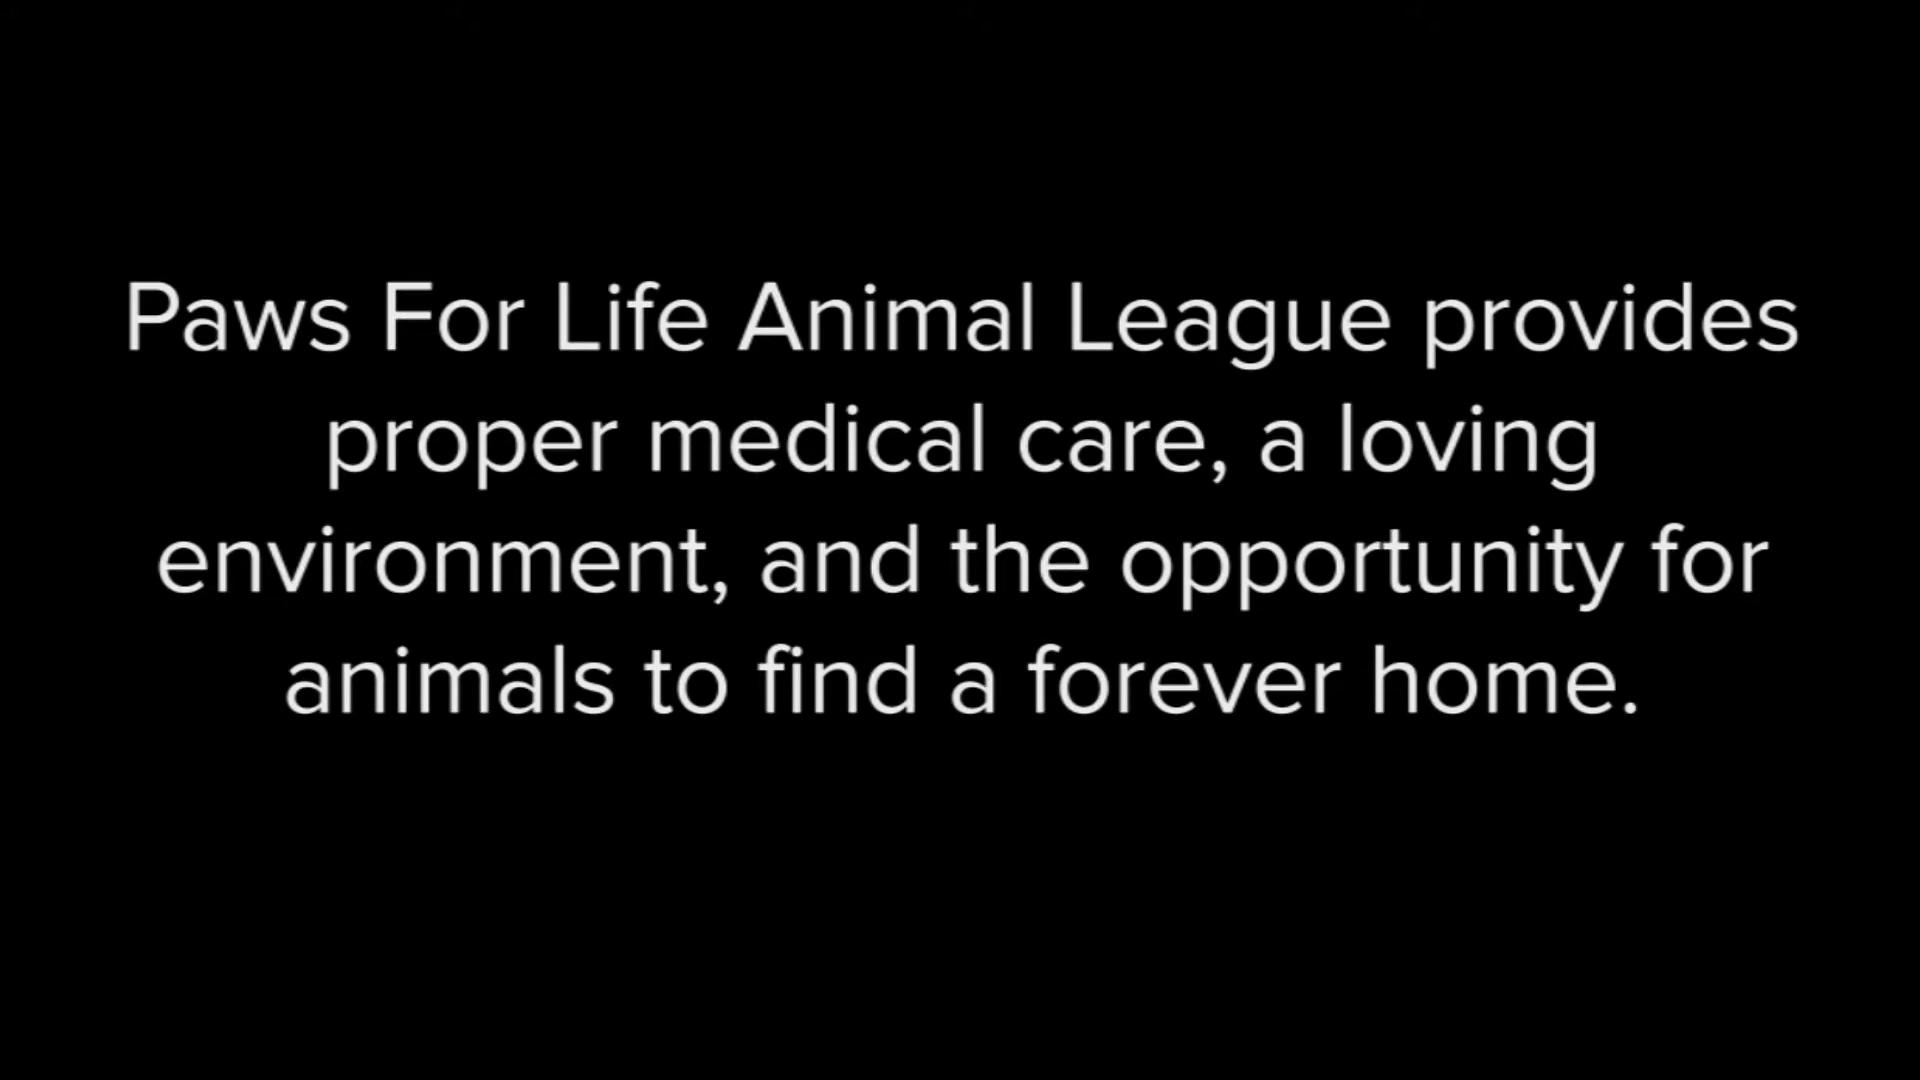 Paws For Life Animal League provides
proper medical care, a loving
environment, and the opportunity for
animals to find a forever home.